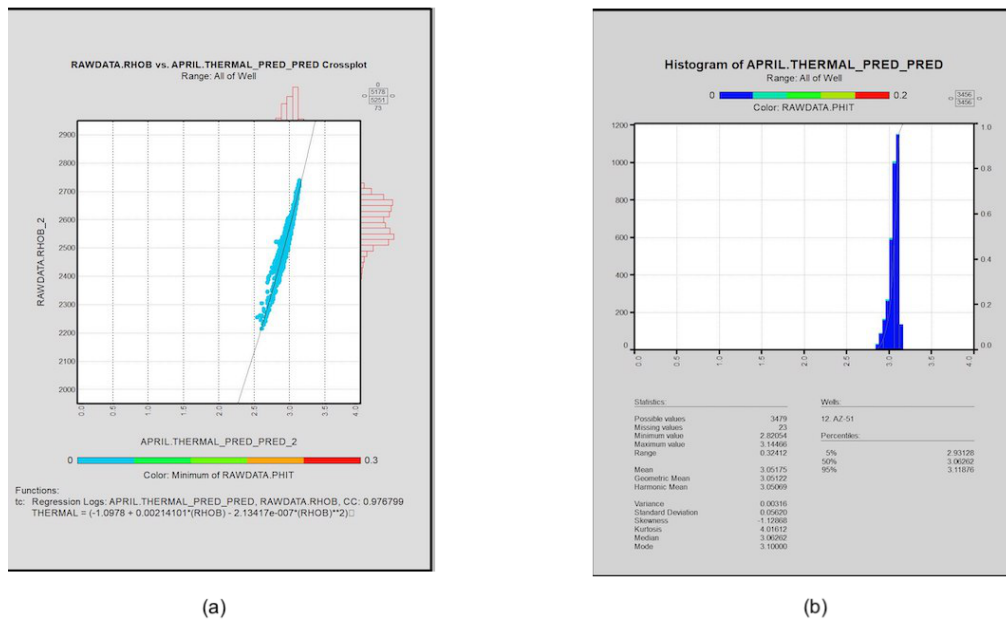 RAWDATA.RHOB vs. APRIL.THERMAL_PRED_PRED Crossplot
Range: All of Well
0
5178
0 0
5251
73
2900
2800
2700
2600
2500
2400
2300
2200
2100
2000
RAWDATA.RHOB_2
0.0 0.5 1.0 1.5 2.0 2.5 3.0 3.5 4.0
APRIL.THERMAL_PRED_PRED_2
0 0.3
Color: Minimum of RAWDATA.PHIT
Functions:
tc: Regression Logs: APRIL.THERMAL_PRED_PRED, RAWDATA.RHOB, CC: 0.976799
THERMAL = (-1.0978 + 0.00214101*(RHOB) - 2.13417e-007*(RHOB)**2)
(a)
Histogram of APRIL.THERMAL_PRED_PRED
Range: All of Well
0 0.2
Color: RAWDATA.PHIT
3456
0 0
3456
1200
1000
800
600
400
200
0
1.0
0.8
0.6
0.4
0.2
0.0
0.0 0.5 1.0 1.5 2.0 2.5 3.0 3.5 4.0
Statistics:
Possible values 3479
Missing values 23
Minimum value 2.82054
Maximum value 3.14466
Range 0.32412
Mean 3.05175
Geometric Mean 3.05122
Harmonic Mean 3.05069
Variance 0.00316
Standard Deviation 0.05620
Skewness -1.12868
Kurtosis 4.01612
Median 3.06262
Mode 3.10000
Wells:
12. AZ-51
Percentiles:
5% 2.93128
50% 3.06262
95% 3.11876
(b)